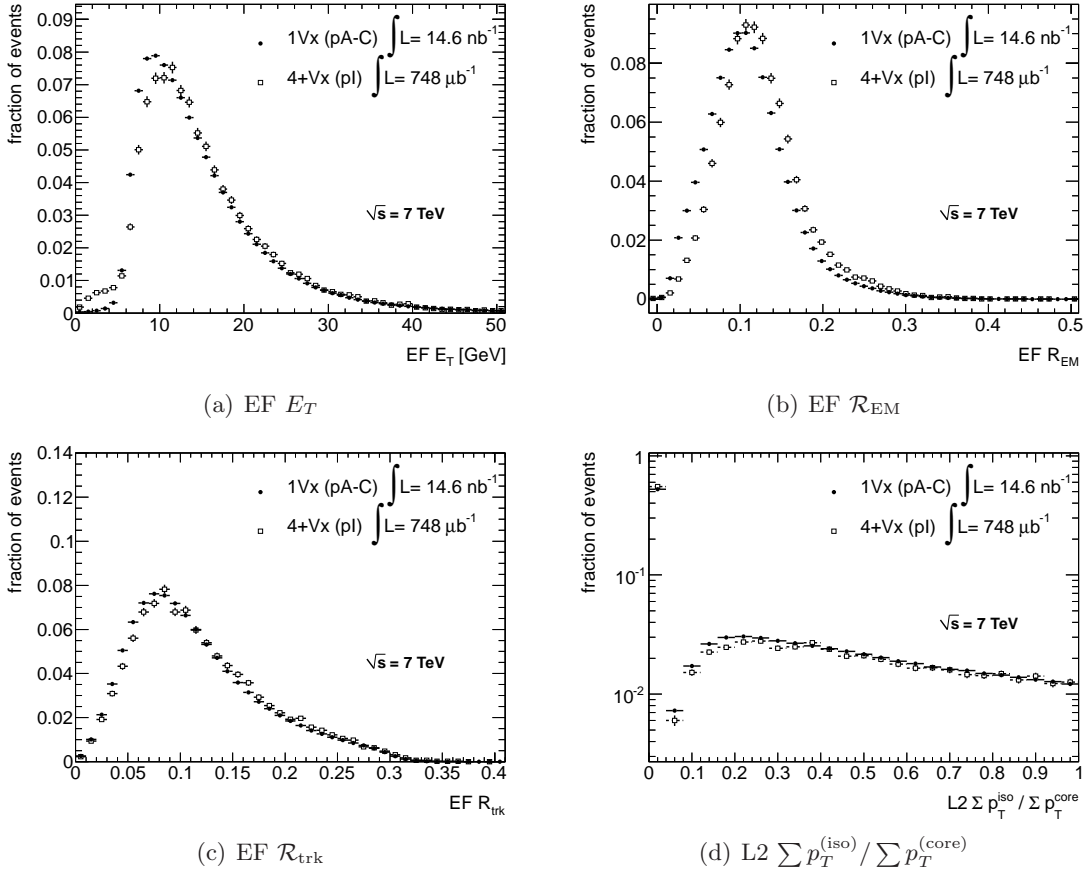 fraction of events
0.09
0.08
0.07
0.06
0.05
0.04
0.03
0.02
0.01
0
1Vx (pA-C) ∫ L= 14.6 nb⁻¹
4+Vx (pI) ∫ L= 748 μb⁻¹
√s = 7 TeV
0 10 20 30 40 50
EF E_T [GeV]
(a) EF E_T
fraction of events
0.08
0.06
0.04
0.02
0
1Vx (pA-C) ∫ L= 14.6 nb⁻¹
4+Vx (pI) ∫ L= 748 μb⁻¹
√s = 7 TeV
0 0.1 0.2 0.3 0.4 0.5
EF R_EM
(b) EF ℛ_EM
fraction of events
0.14
0.12
0.1
0.08
0.06
0.04
0.02
0
1Vx (pA-C) ∫ L= 14.6 nb⁻¹
4+Vx (pI) ∫ L= 748 μb⁻¹
√s = 7 TeV
0 0.05 0.1 0.15 0.2 0.25 0.3 0.35 0.4
EF R_trk
(c) EF ℛ_trk
fraction of events
1
10⁻¹
10⁻²
1Vx (pA-C) ∫ L= 14.6 nb⁻¹
4+Vx (pI) ∫ L= 748 μb⁻¹
√s = 7 TeV
0 0.1 0.2 0.3 0.4 0.5 0.6 0.7 0.8 0.9 1
L2 Σ p_T^iso / Σ p_T^core
(d) L2 ∑ p_T^(iso) / ∑ p_T^(core)